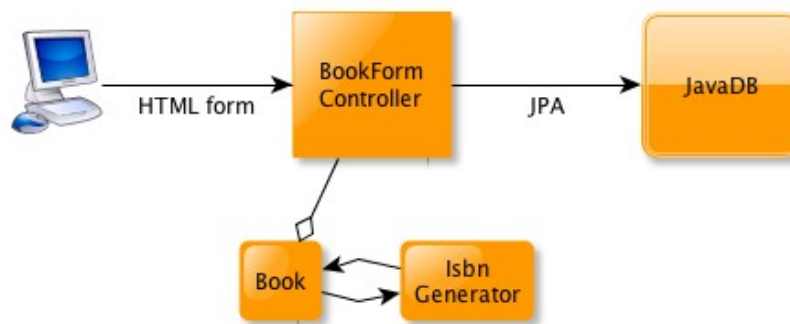 BookForm
Controller
HTML form
JPA
JavaDB
Book
Isbn
Generator